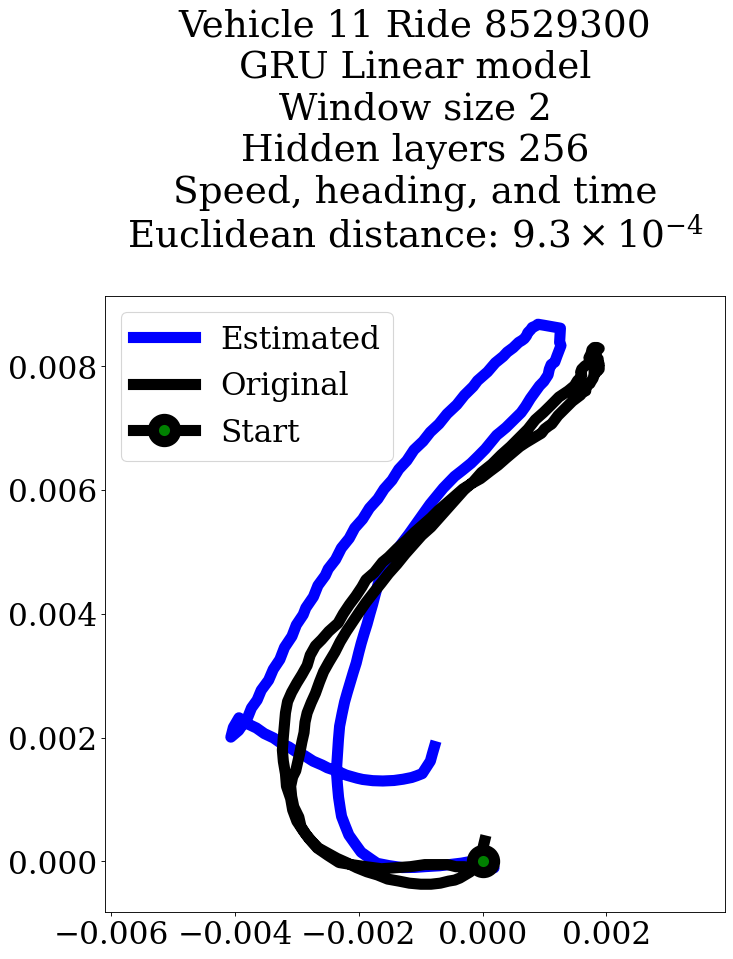 Vehicle 11 Ride 8529300
GRU Linear model
Window size 2
Hidden layers 256
Speed, heading, and time
Euclidean distance: 9.3 × 10⁻⁴
Estimated
Original
Start
0.008
0.006
0.004
0.002
0.000
−0.006 −0.004 −0.002 0.000 0.002